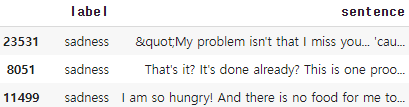 label sentence
23531 sadness &quot;My problem isn't that I miss you... 'cau...
8051 sadness That's it? It's done already? This is one proo...
11499 sadness I am so hungry! And there is no food for me to...